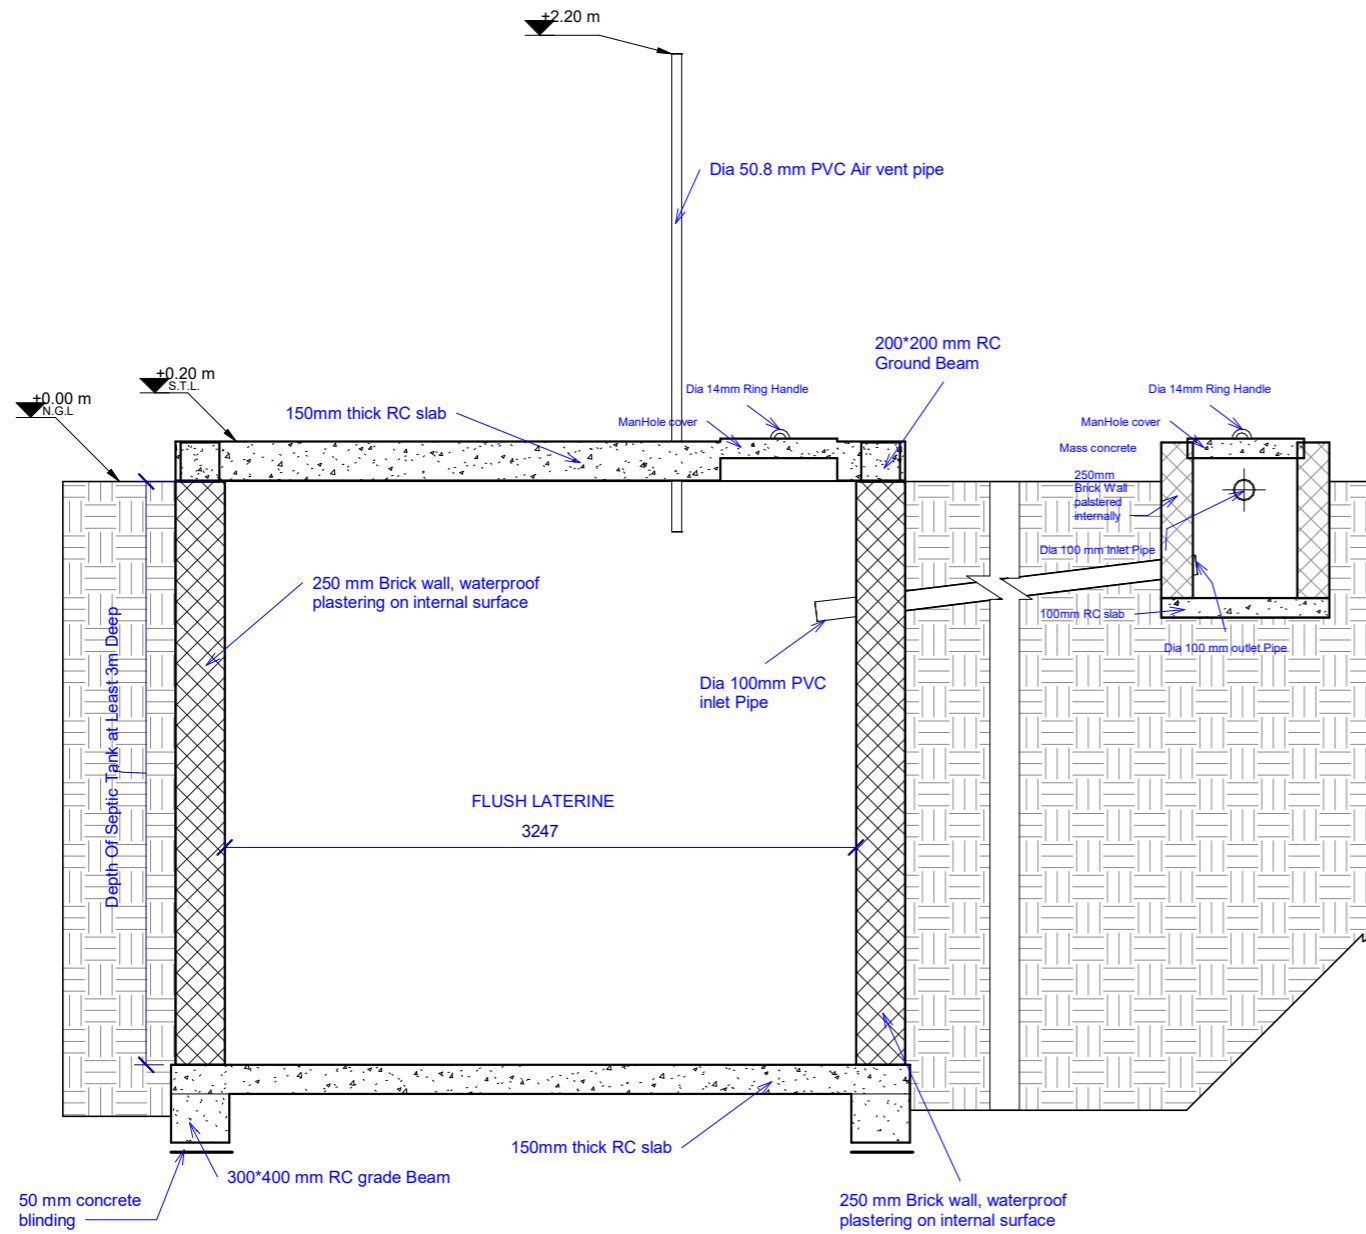 +2.20 m
Dia 50.8 mm PVC Air vent pipe
200*200 mm RC
Ground Beam
+0.20 m
S.T.L.
+0.00 m
N.G.L
150mm thick RC slab
Dia 14mm Ring Handle
ManHole cover
Dia 14mm Ring Handle
ManHole cover
Mass concrete
250mm
Brick Wall
palstered
internally
Dia 100 mm Inlet Pipe
100mm RC slab
Dia 100 mm outlet Pipe
250 mm Brick wall, waterproof
plastering on internal surface
Depth Of Septic Tank at Least 3m Deep
Dia 100mm PVC
inlet Pipe
FLUSH LATERINE
3247
150mm thick RC slab
300*400 mm RC grade Beam
50 mm concrete
blinding
250 mm Brick wall, waterproof
plastering on internal surface